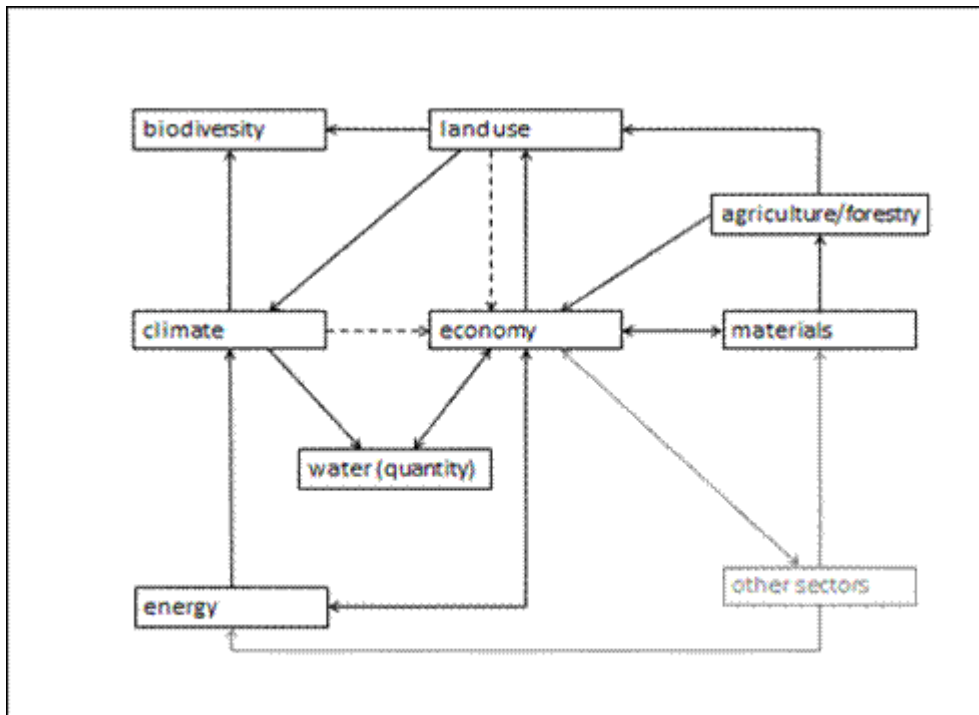 biodiversity
land use
agriculture/forestry
climate
economy
materials
water (quantity)
other sectors
energy